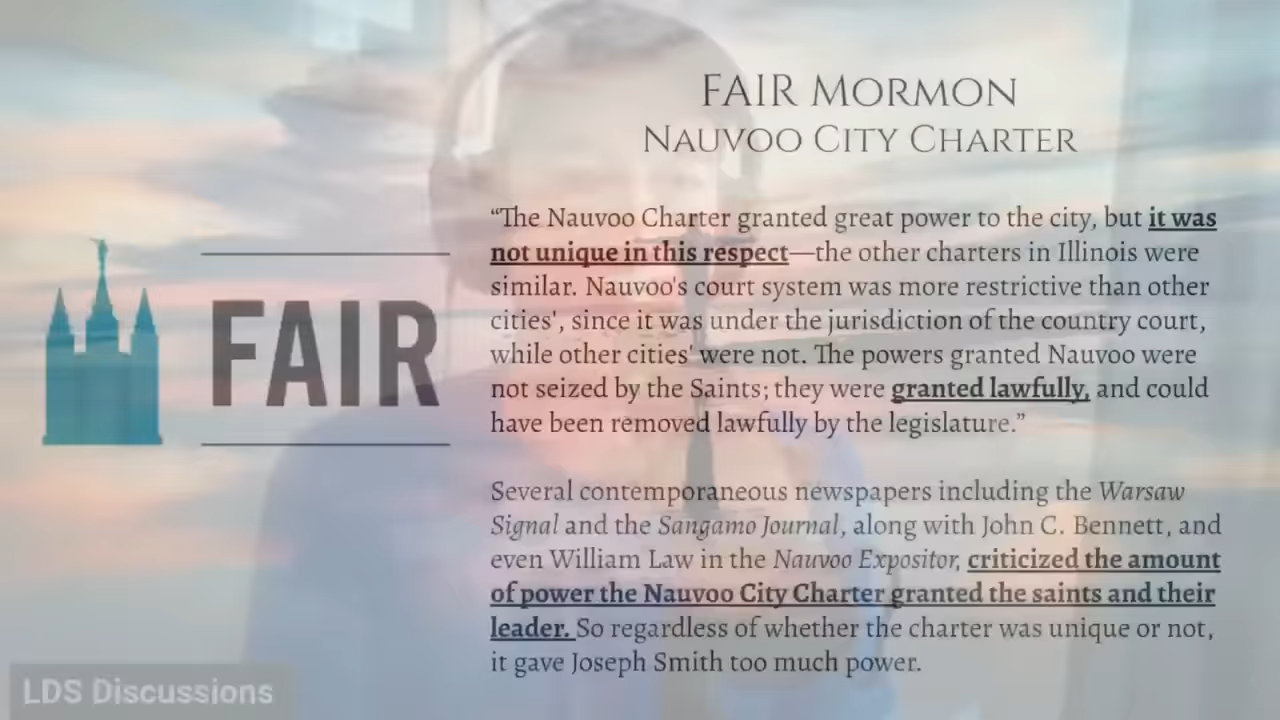 FAIR MORMON
NAUVOO CITY CHARTER
“The Nauvoo Charter granted great power to the city, but it was
not unique in this respect—the other charters in Illinois were
similar. Nauvoo's court system was more restrictive than other
cities', since it was under the jurisdiction of the country court,
while other cities' were not. The powers granted Nauvoo were
not seized by the Saints; they were granted lawfully, and could
have been removed lawfully by the legislature.”
Several contemporaneous newspapers including the Warsaw
Signal and the Sangamo Journal, along with John C. Bennett, and
even William Law in the Nauvoo Expositor, criticized the amount
of power the Nauvoo City Charter granted the saints and their
leader. So regardless of whether the charter was unique or not,
it gave Joseph Smith too much power.
FAIR
LDS Discussions